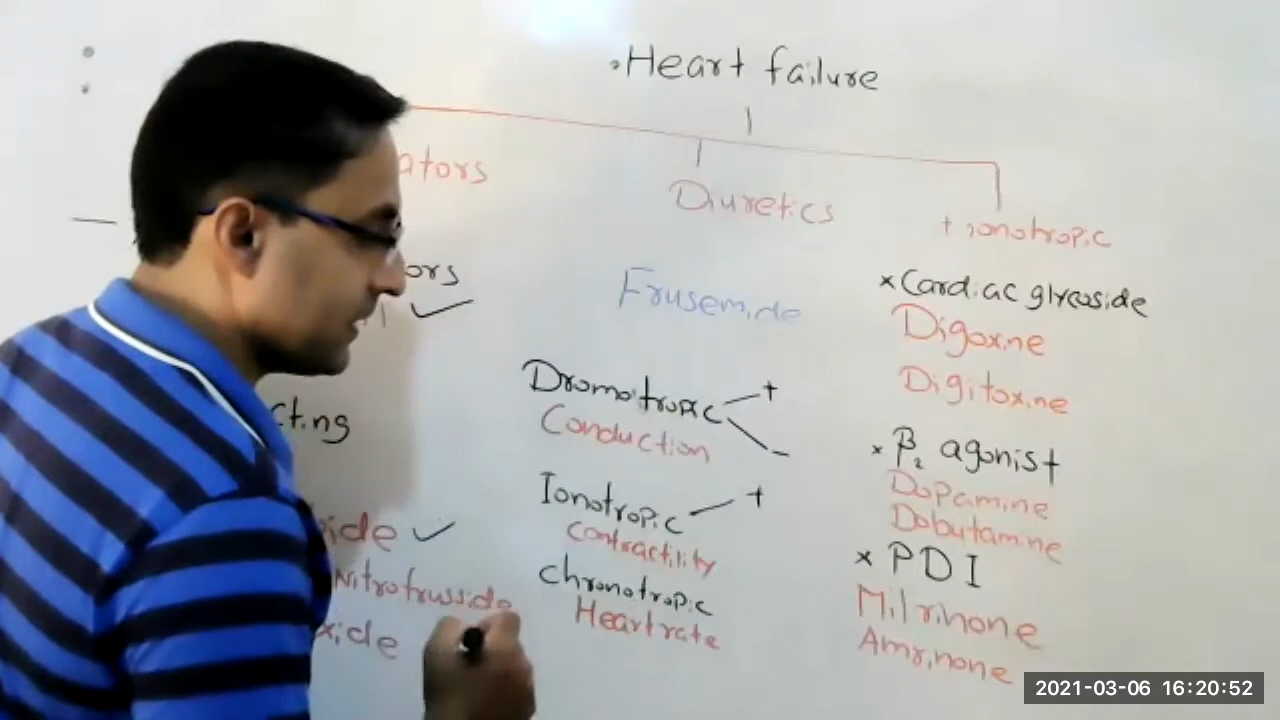 Heart failure
ators
Diuretics
+ ionotropic
ors
Frusemide
*Cardiac glycoside
Digoxine
Digitoxine
cting
Dromotropic + -
Conduction
* β2 agonist
Dopamine
Dobutamine
Ionotropic +
Contractility
ide
Nitroprusside
xide
chronotropic
Heart rate
* PDI
Milrinone
Amrinone
2021-03-06 16:20:52